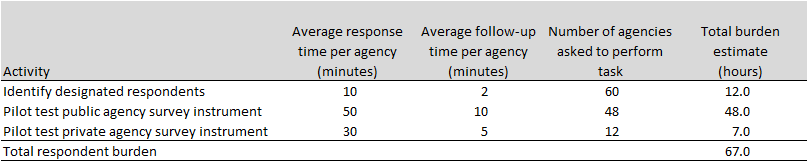 Average response Average follow-up Number of agencies Total burden
time per agency time per agency asked to perform estimate
Activity (minutes) (minutes) task (hours)
Identify designated respondents 10 2 60 12.0
Pilot test public agency survey instrument 50 10 48 48.0
Pilot test private agency survey instrument 30 5 12 7.0
Total respondent burden 67.0